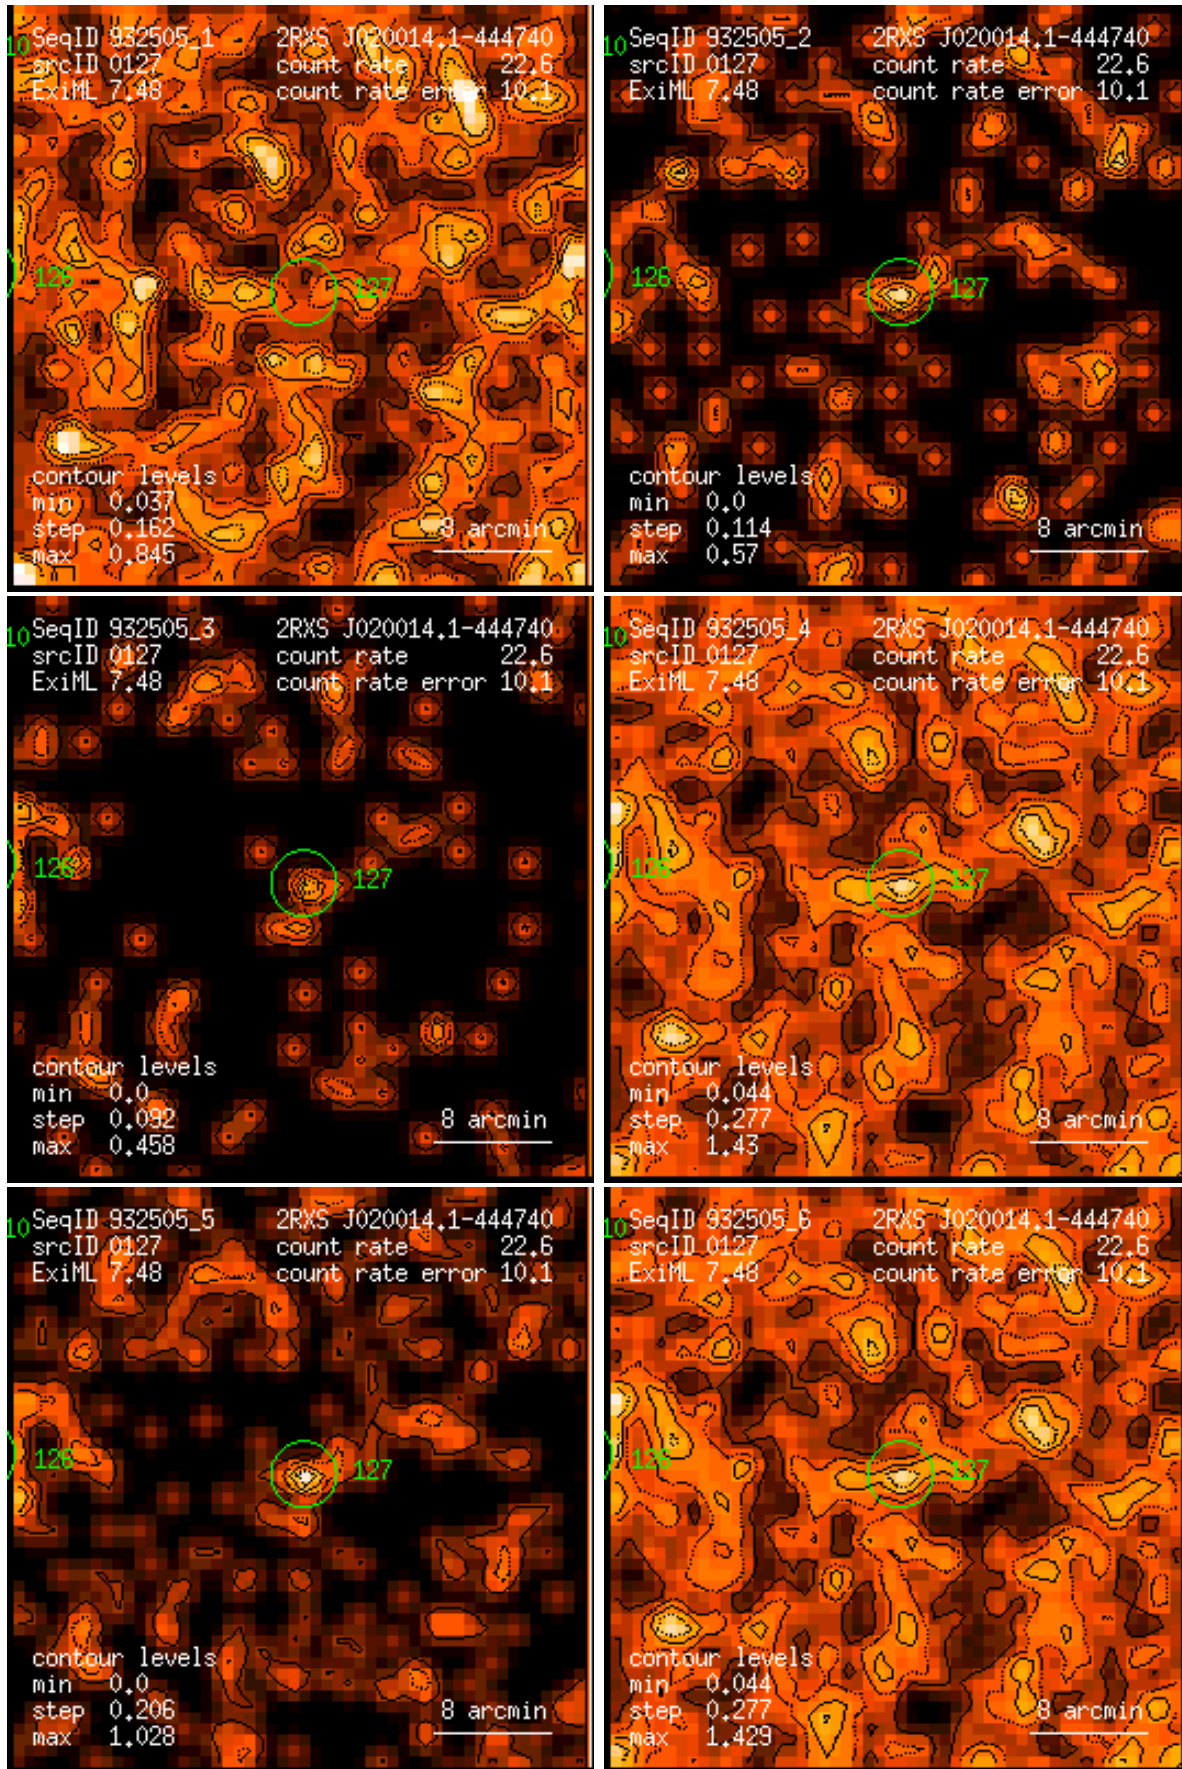 10 SeqID 932505_1 2RXS J020014.1-444740
srcID 0127 count rate 22.6
ExiML 7.48 count rate error 10.1
126 127
contour levels
min 0.037
step 0.162 8 arcmin
max 0.845
10 SeqID 932505_2 2RXS J020014.1-444740
srcID 0127 count rate 22.6
ExiML 7.48 count rate error 10.1
126 127
contour levels
min 0.0
step 0.114 8 arcmin
max 0.57
10 SeqID 932505_3 2RXS J020014.1-444740
srcID 0127 count rate 22.6
ExiML 7.48 count rate error 10.1
126 127
contour levels
min 0.0
step 0.092 8 arcmin
max 0.458
10 SeqID 932505_4 2RXS J020014.1-444740
srcID 0127 count rate 22.6
ExiML 7.48 count rate error 10.1
126 127
contour levels
min 0.044
step 0.277 8 arcmin
max 1.43
10 SeqID 932505_5 2RXS J020014.1-444740
srcID 0127 count rate 22.6
ExiML 7.48 count rate error 10.1
126 127
contour levels
min 0.0
step 0.206 8 arcmin
max 1.028
10 SeqID 932505_6 2RXS J020014.1-444740
srcID 0127 count rate 22.6
ExiML 7.48 count rate error 10.1
126 127
contour levels
min 0.044
step 0.277 8 arcmin
max 1.429